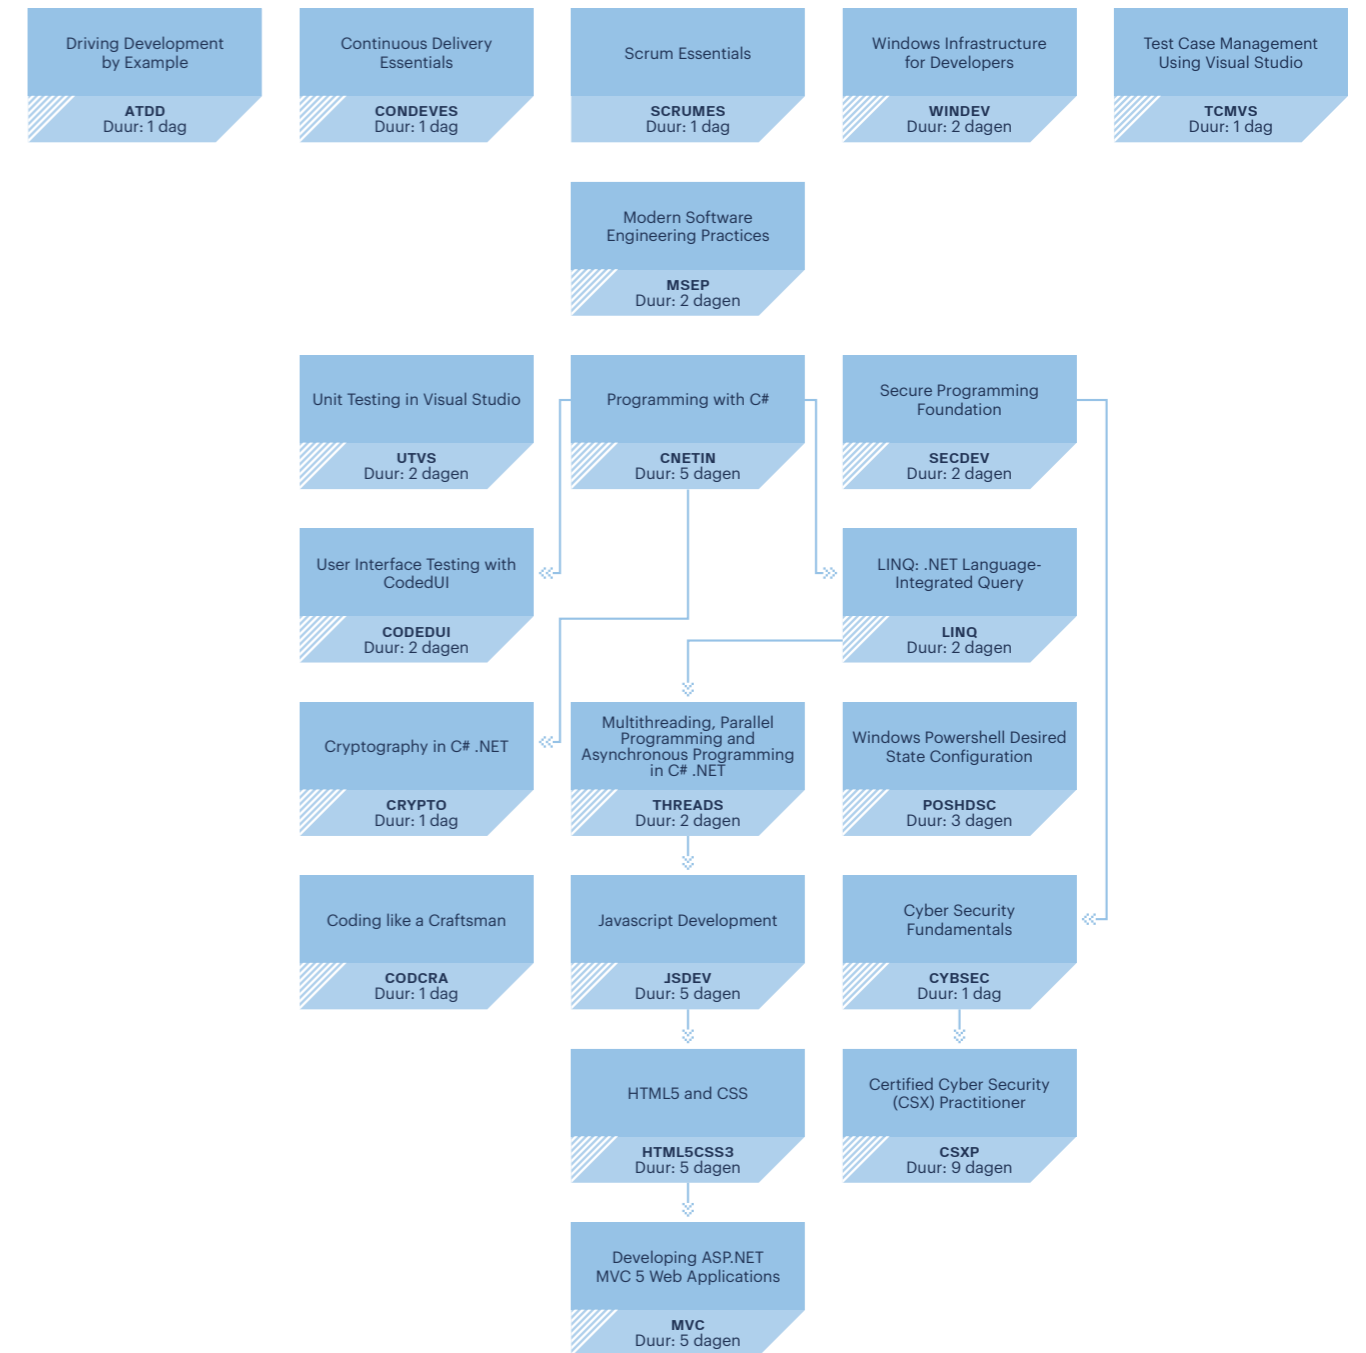 Driving Development
by Example
ATDD
Duur: 1 dag
Continuous Delivery
Essentials
CONDEVES
Duur: 1 dag
Scrum Essentials
SCRUMES
Duur: 1 dag
Windows Infrastructure
for Developers
WINDEV
Duur: 2 dagen
Test Case Management
Using Visual Studio
TCMVS
Duur: 1 dag
Modern Software
Engineering Practices
MSEP
Duur: 2 dagen
Unit Testing in Visual Studio
UTVS
Duur: 2 dagen
Programming with C#
CNETIN
Duur: 5 dagen
Secure Programming
Foundation
SECDEV
Duur: 2 dagen
User Interface Testing with
CodedUI
CODEDUI
Duur: 2 dagen
LINQ: .NET Language-
Integrated Query
LINQ
Duur: 2 dagen
Cryptography in C# .NET
CRYPTO
Duur: 1 dag
Multithreading, Parallel
Programming and
Asynchronous Programming
in C# .NET
THREADS
Duur: 2 dagen
Windows Powershell Desired
State Configuration
POSHDSC
Duur: 3 dagen
Coding like a Craftsman
CODCRA
Duur: 1 dag
Javascript Development
JSDEV
Duur: 5 dagen
Cyber Security
Fundamentals
CYBSEC
Duur: 1 dag
HTML5 and CSS
HTML5CSS3
Duur: 5 dagen
Certified Cyber Security
(CSX) Practitioner
CSXP
Duur: 9 dagen
Developing ASP.NET
MVC 5 Web Applications
MVC
Duur: 5 dagen